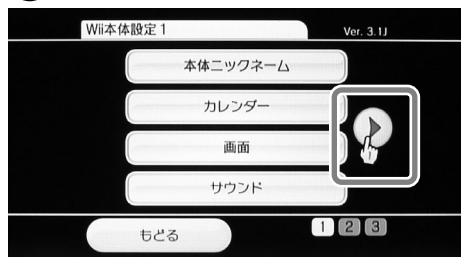 Wii本体設定 1
Ver. 3.1J
本体ニックネーム
カレンダー
画面
サウンド
もどる
1 2 3